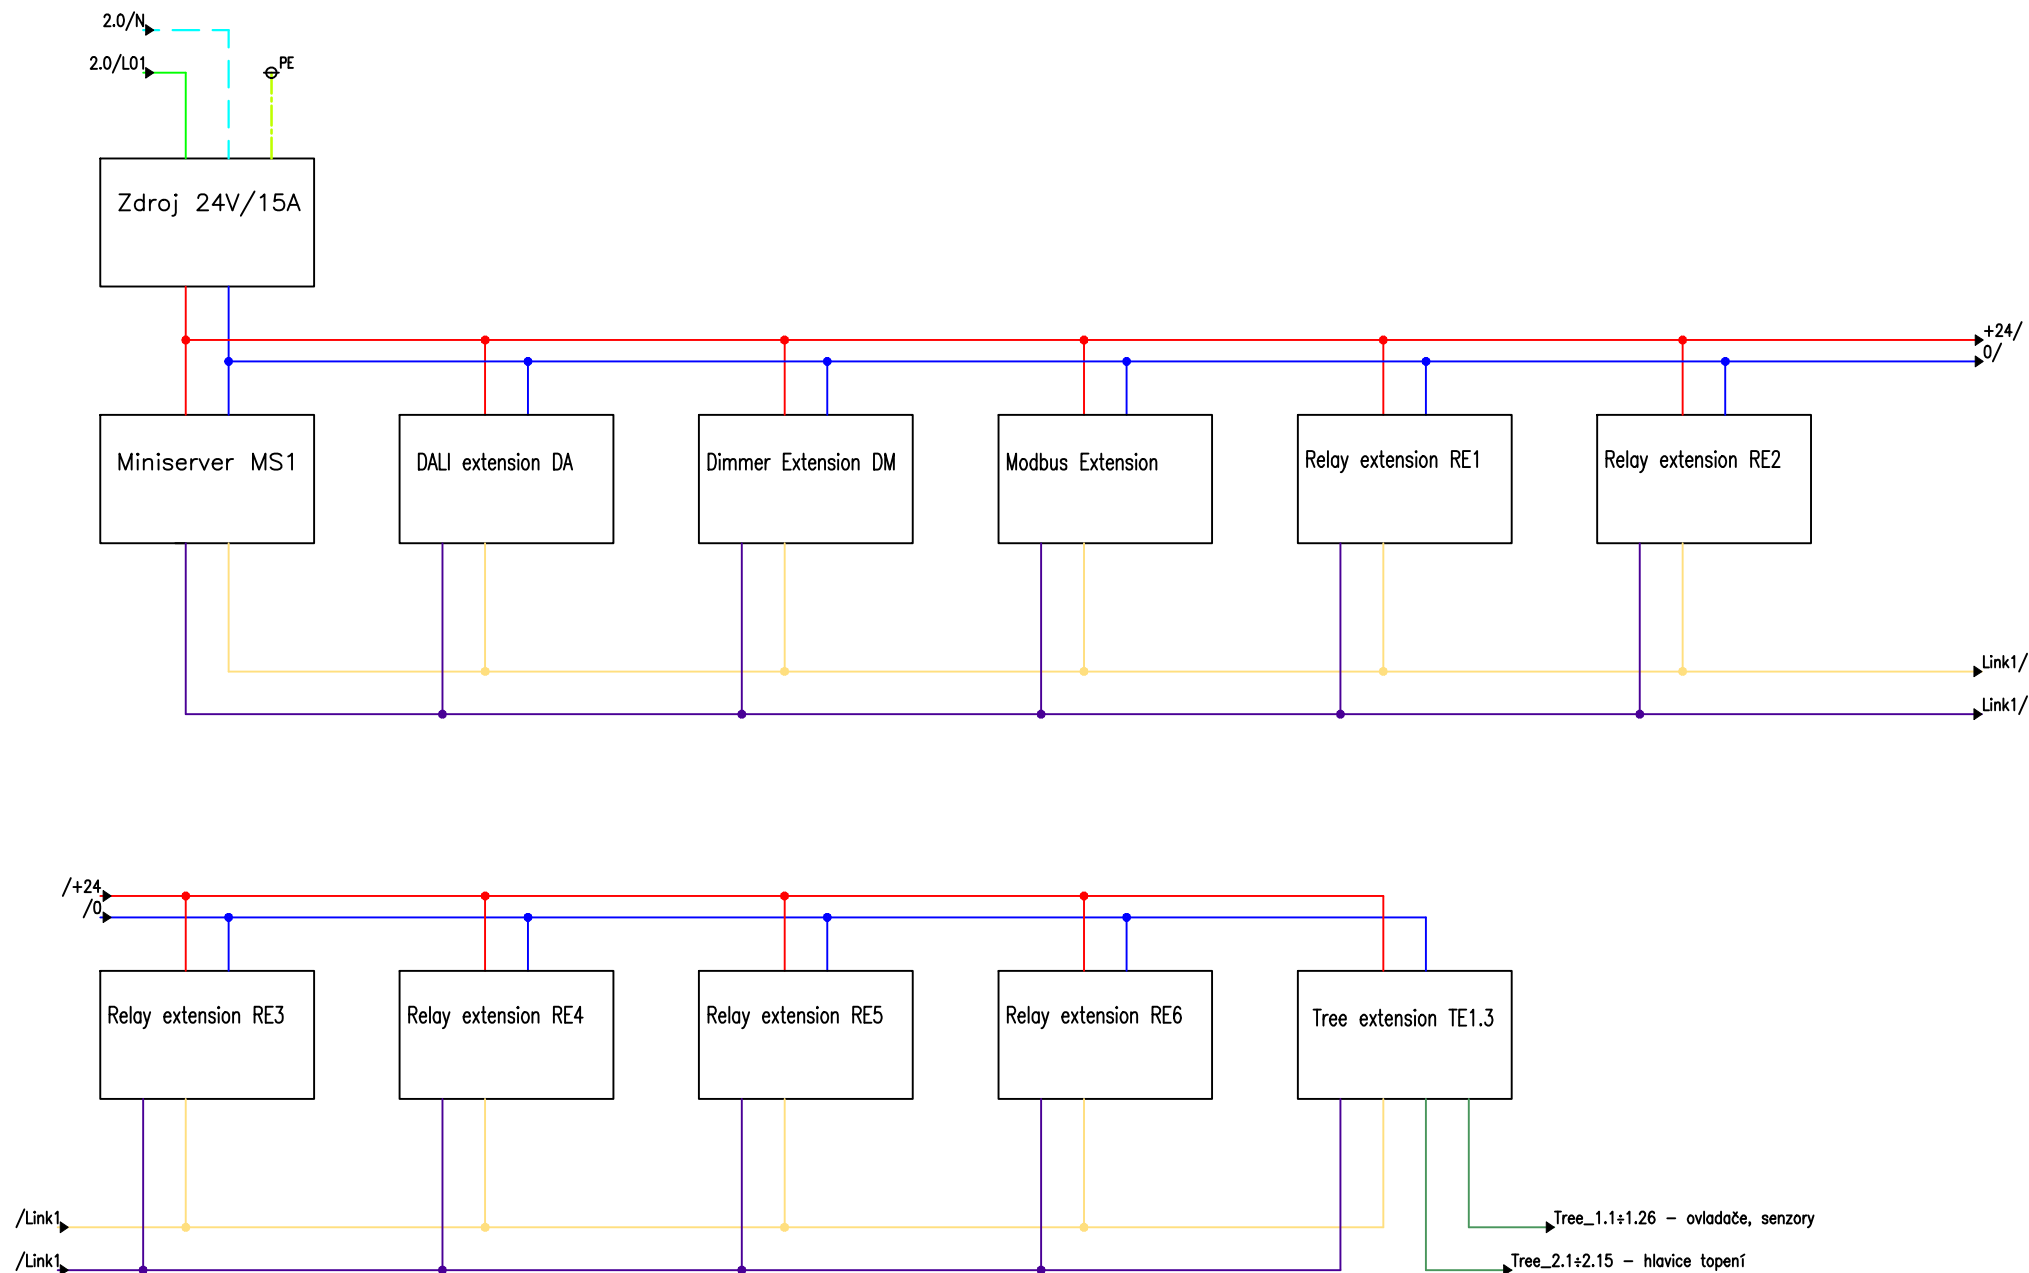 2.0/N
2.0/L01
PE
Zdroj 24V/15A
+24/
0/
Miniserver MS1
DALI extension DA
Dimmer Extension DM
Modbus Extension
Relay extension RE1
Relay extension RE2
Link1/
Link1/
/+24
/0
Relay extension RE3
Relay extension RE4
Relay extension RE5
Relay extension RE6
Tree extension TE1.3
/Link1
Tree_1.1÷1.26 – ovladače, senzory
/Link1
Tree_2.1÷2.15 – hlavice topení